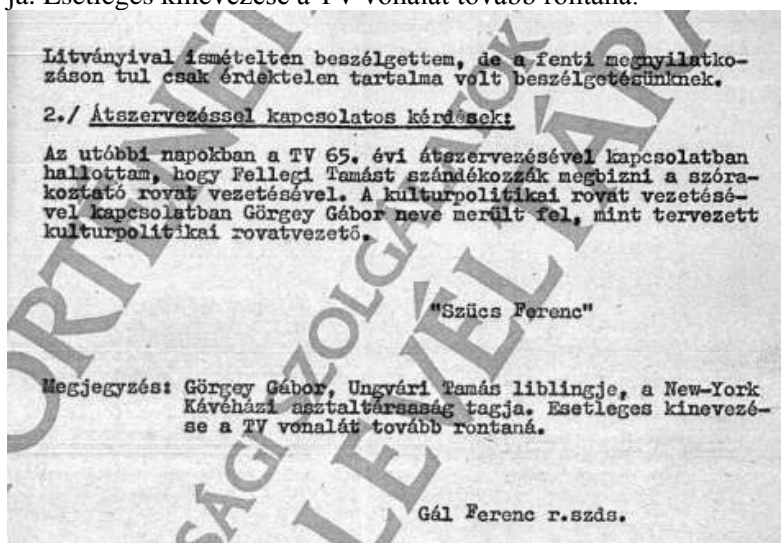 ja. Esetleges kinevezése a TV vonalát tovább rontaná.
Litványival ismételten beszélgettem, de a fenti megnyilatko-
záson tul csak érdektelen tartalma volt beszélgetésünknek.
2./ Átszervezéssel kapcsolatos kérdések:
Az utóbbi napokban a TV 65. évi átszervezésével kapcsolatban
hallottam, hogy Fellegi Tamást szándékozzák megbizni a szóra-
koztató rovat vezetésével. A kulturpolitikai rovat vezetésé-
vel kapcsolatban Görgey Gábor neve merült fel, mint tervezett
kulturpolitikai rovatvezető.
"Szücs Ferenc"
Megjegyzés: Görgey Gábor, Ungvári Tamás liblingje, a New-York
Kávéházi asztaltársaság tagja. Esetleges kinevezé-
se a TV vonalát tovább rontaná.
Gál Ferenc r.szds.